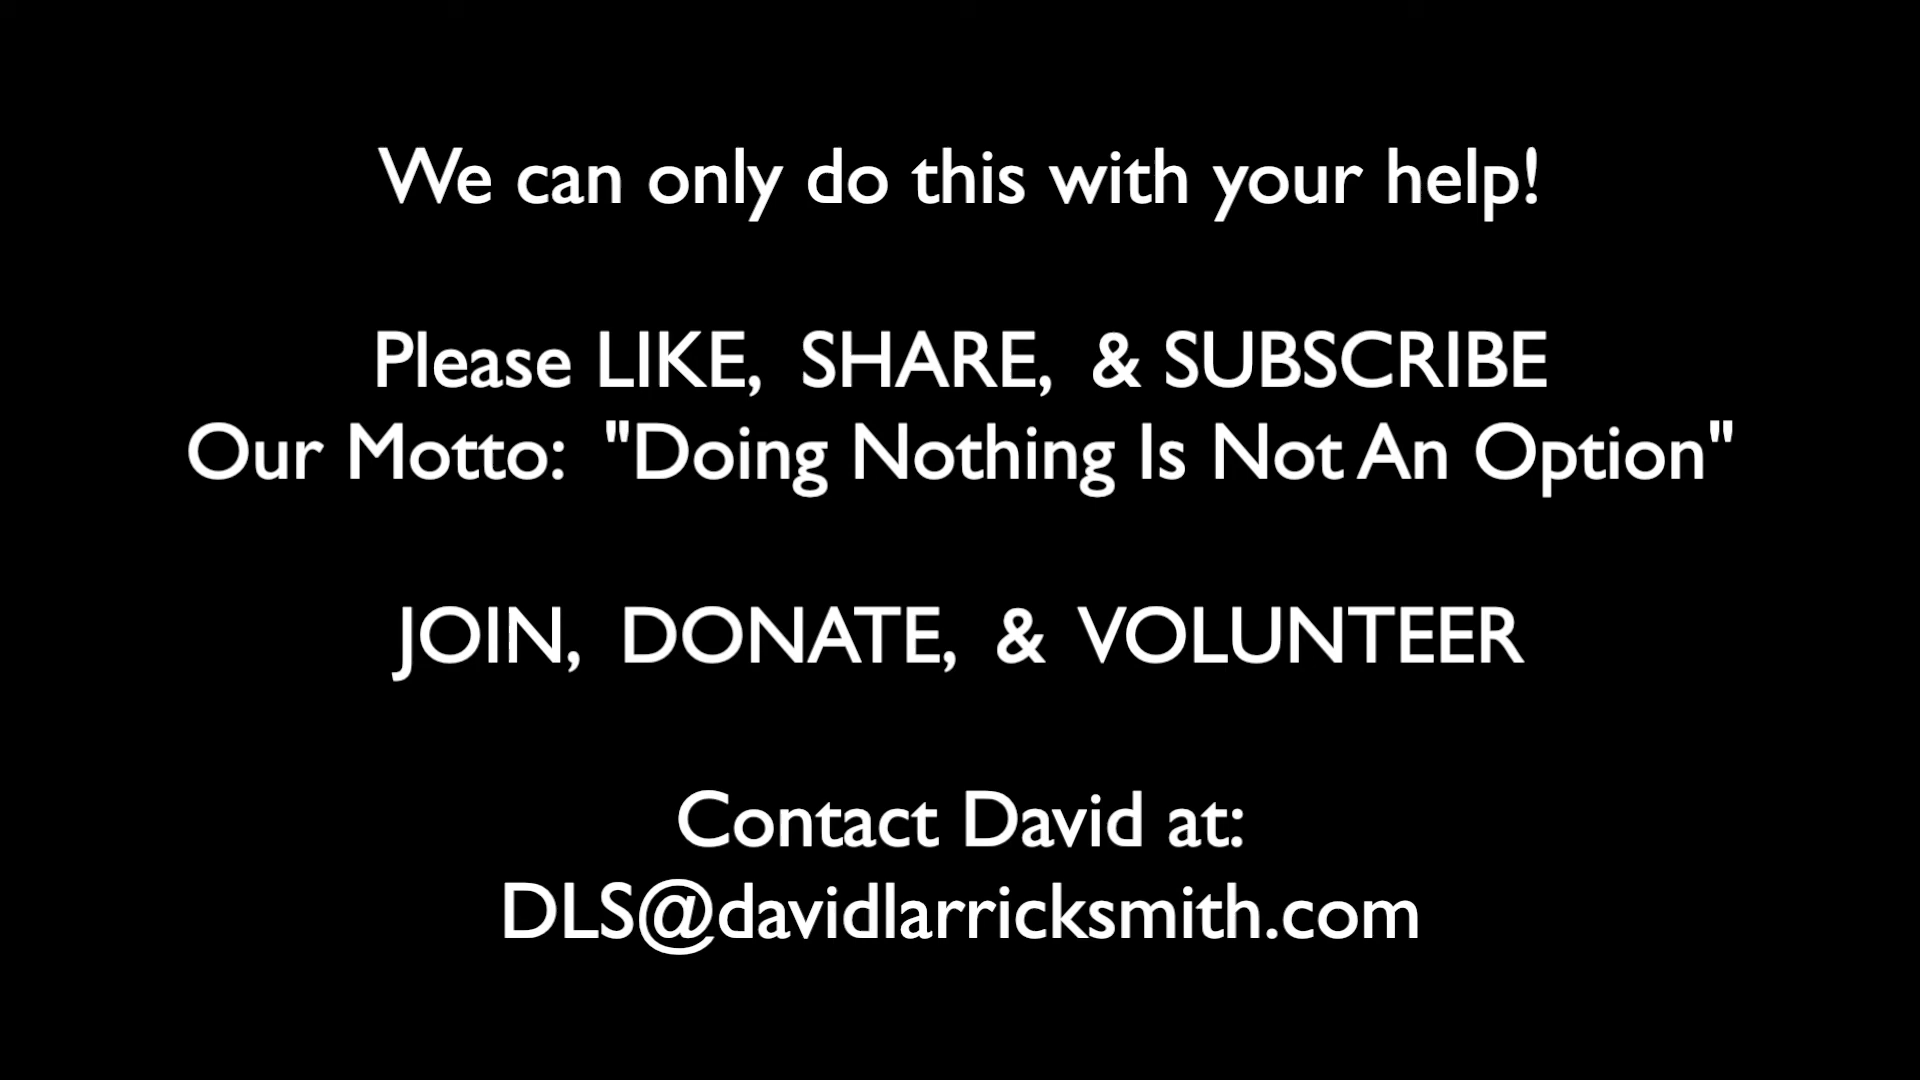 We can only do this with your help!
Please LIKE, SHARE, & SUBSCRIBE
Our Motto: "Doing Nothing Is Not An Option"
JOIN, DONATE, & VOLUNTEER
Contact David at:
DLS@davidlarricksmith.com